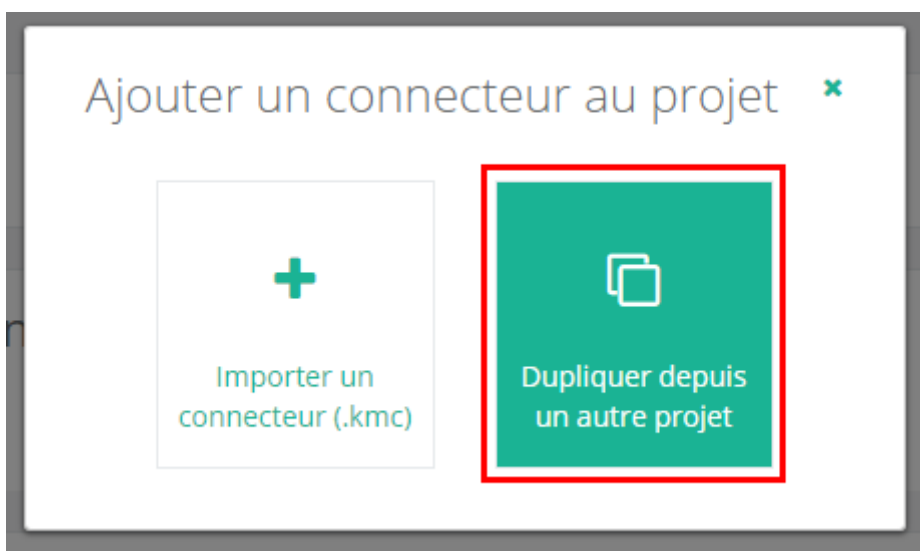 Ajouter un connecteur au projet
Importer un
connecteur (.kmc)
Dupliquer depuis
un autre projet